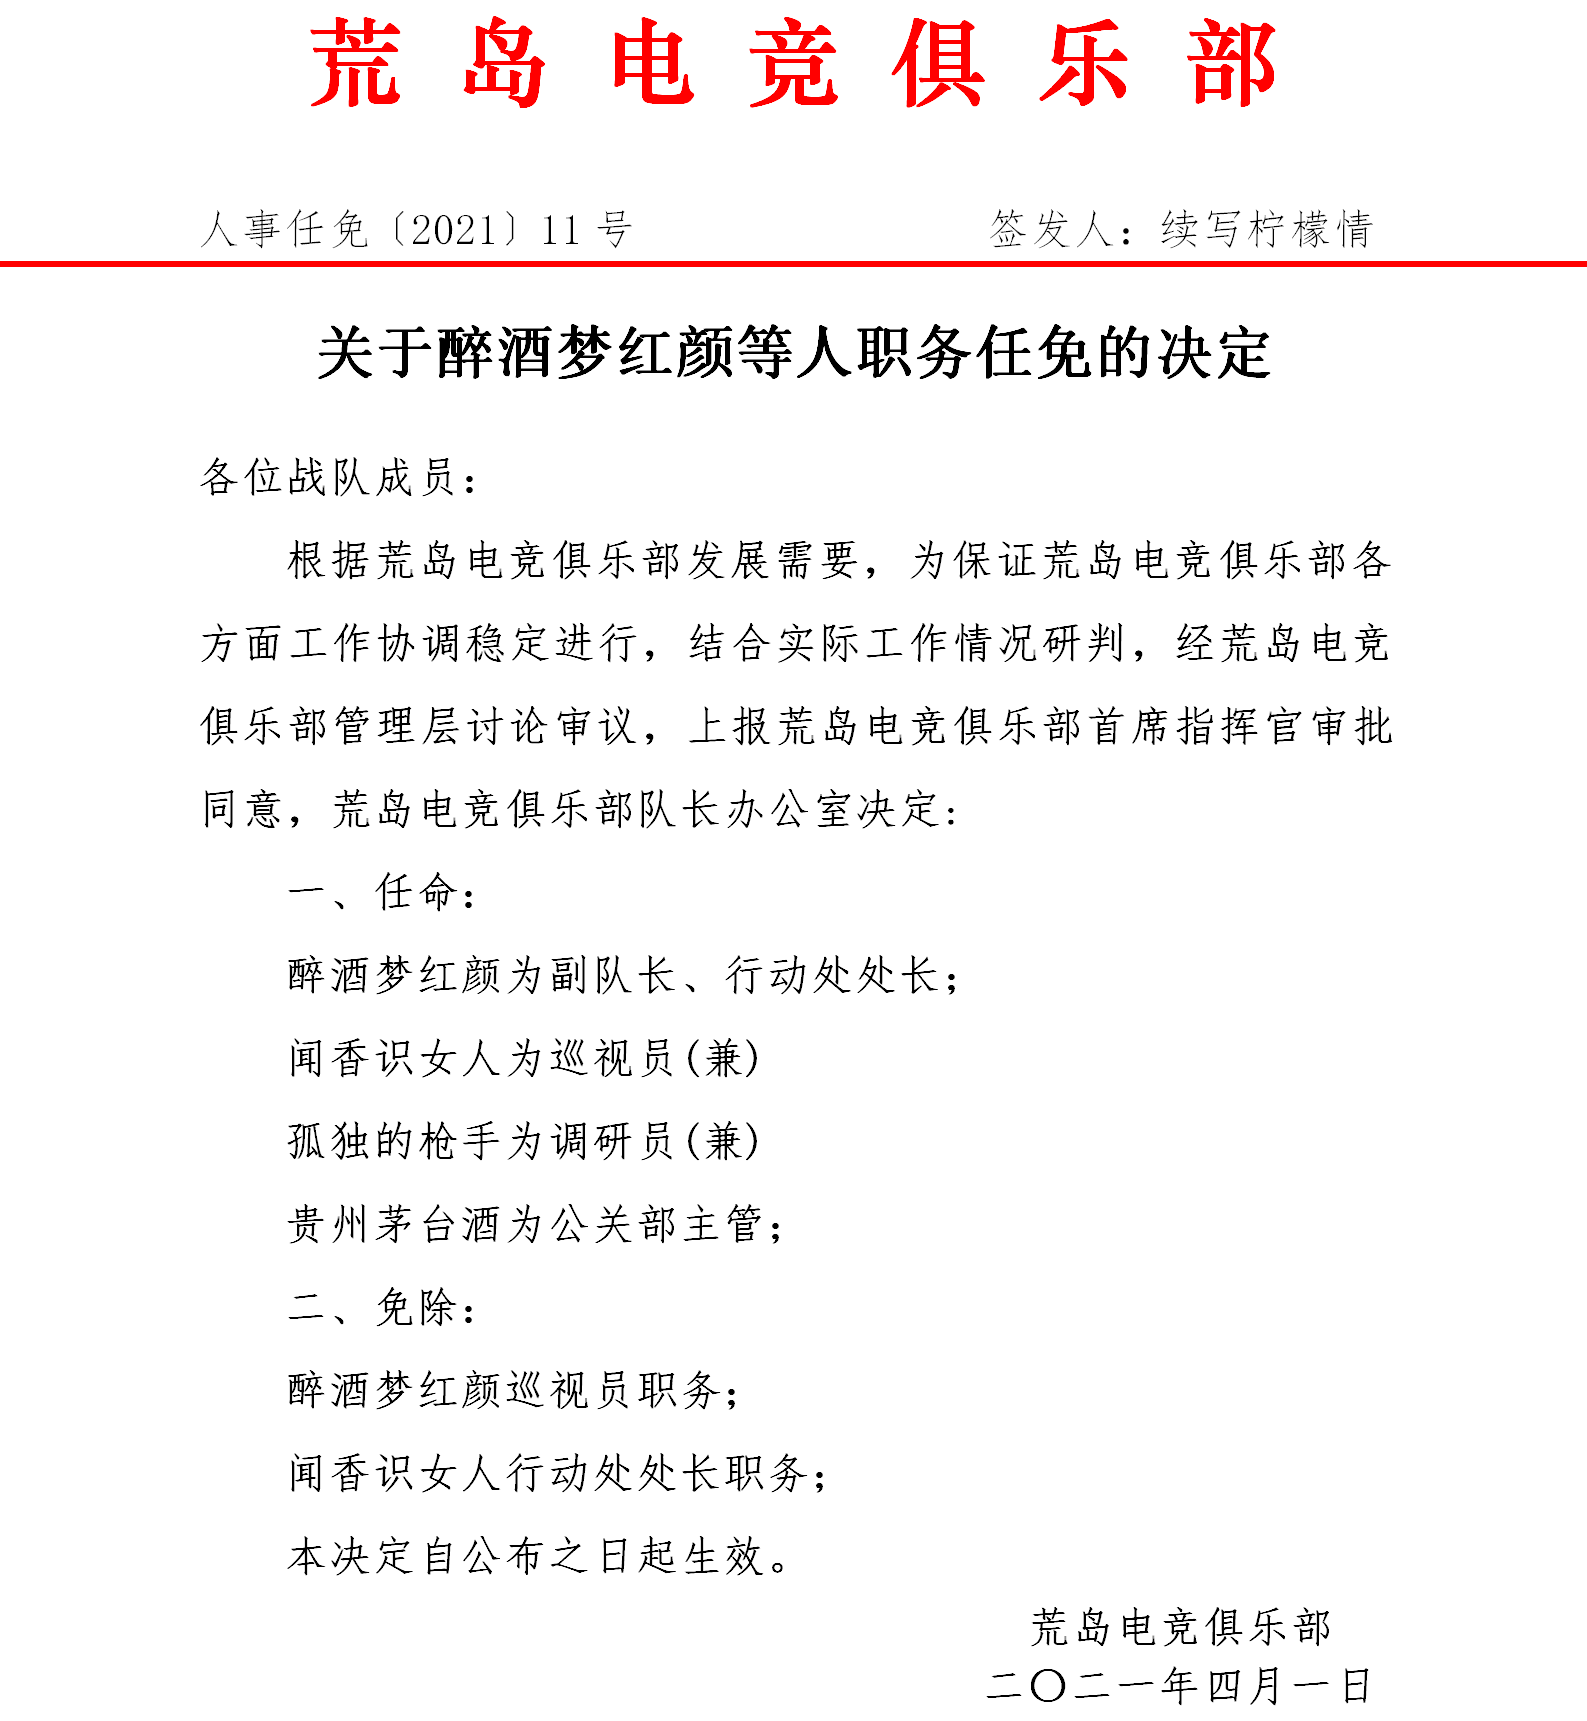 荒岛电竞俱乐部
人事任免〔2021〕11号 签发人：续写柠檬情
关于醉酒梦红颜等人职务任免的决定
各位战队成员：
根据荒岛电竞俱乐部发展需要，为保证荒岛电竞俱乐部各
方面工作协调稳定进行，结合实际工作情况研判，经荒岛电竞
俱乐部管理层讨论审议，上报荒岛电竞俱乐部首席指挥官审批
同意，荒岛电竞俱乐部队长办公室决定：
一、任命：
醉酒梦红颜为副队长、行动处处长；
闻香识女人为巡视员(兼)
孤独的枪手为调研员(兼)
贵州茅台酒为公关部主管；
二、免除：
醉酒梦红颜巡视员职务；
闻香识女人行动处处长职务；
本决定自公布之日起生效。
荒岛电竞俱乐部
二〇二一年四月一日